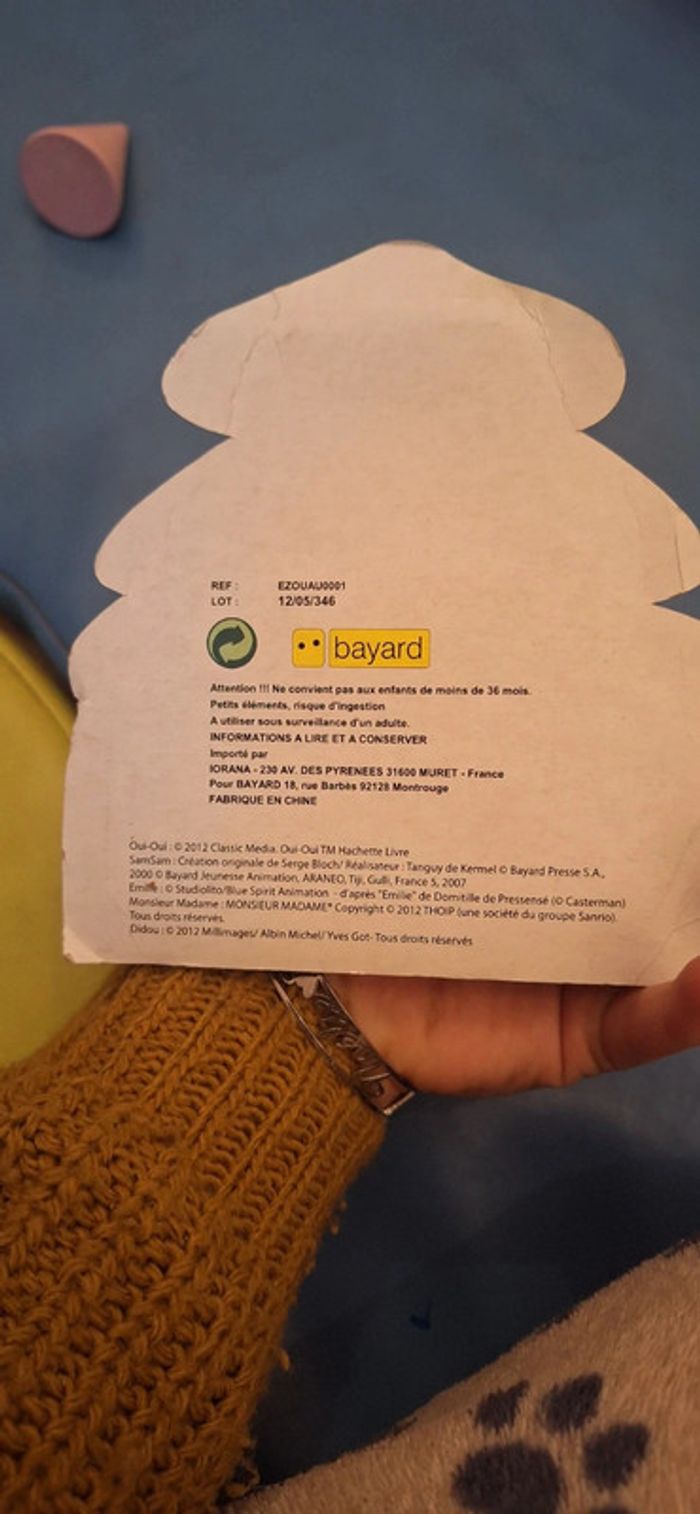 REF : EZOUAU0001
LOT : 12/05/346
bayard
Attention !!! Ne convient pas aux enfants de moins de 36 mois.
Petits éléments, risque d'ingestion
A utiliser sous surveillance d'un adulte.
INFORMATIONS A LIRE ET A CONSERVER
Importé par
IORANA - 230 AV. DES PYRENEES 31600 MURET - France
Pour BAYARD 18, rue Barbès 92128 Montrouge
FABRIQUE EN CHINE
Oui-Oui : © 2012 Classic Media. Oui-Oui TM Hachette Livre
SamSam : Création originale de Serge Bloch/ Réalisateur : Tanguy de Kermel © Bayard Presse S.A.,
2000 © Bayard Jeunesse Animation, ARANEO, Tiji, Gulli, France 5, 2007
Emilie : © Studiolito/Blue Spirit Animation - d'après "Emilie" de Domitille de Pressensé (© Casterman)
Monsieur Madame : MONSIEUR MADAME® Copyright © 2012 THOIP (une société du groupe Sanrio).
Tous droits réservés.
Didou : © 2012 Millimages/ Albin Michel/ Yves Got- Tous droits réservés